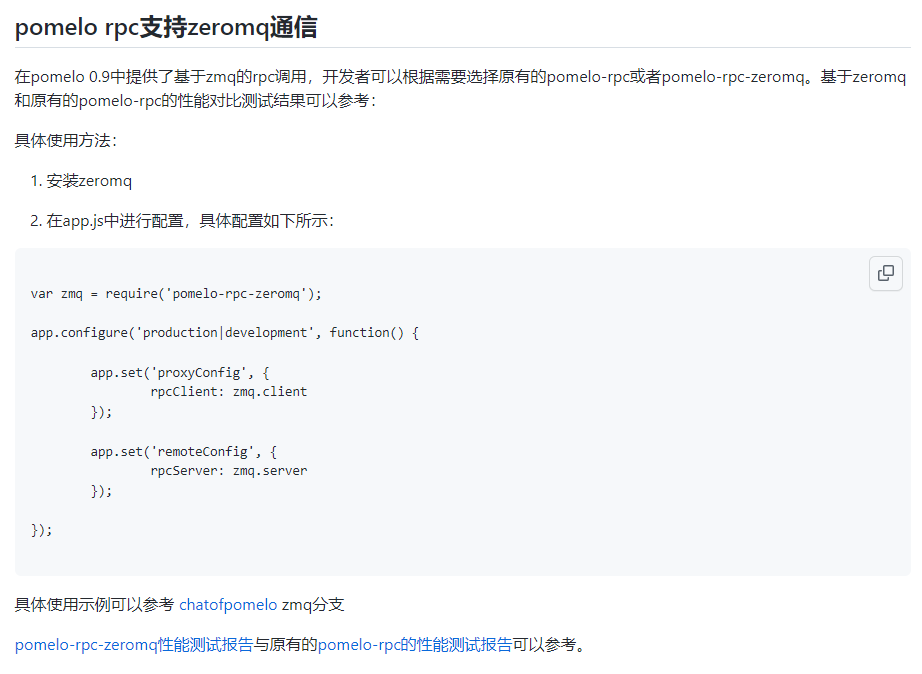 pomelo rpc支持zeromq通信
在pomelo 0.9中提供了基于zmq的rpc调用，开发者可以根据需要选择原有的pomelo-rpc或者pomelo-rpc-zeromq。基于zeromq
和原有的pomelo-rpc的性能对比测试结果可以参考：
具体使用方法：
1. 安装zeromq
2. 在app.js中进行配置，具体配置如下所示：
var zmq = require('pomelo-rpc-zeromq');
app.configure('production|development', function() {
        app.set('proxyConfig', {
                rpcClient: zmq.client
        });
        app.set('remoteConfig', {
                rpcServer: zmq.server
        });
});
具体使用示例可以参考 chatofpomelo zmq分支
pomelo-rpc-zeromq性能测试报告与原有的pomelo-rpc的性能测试报告可以参考。